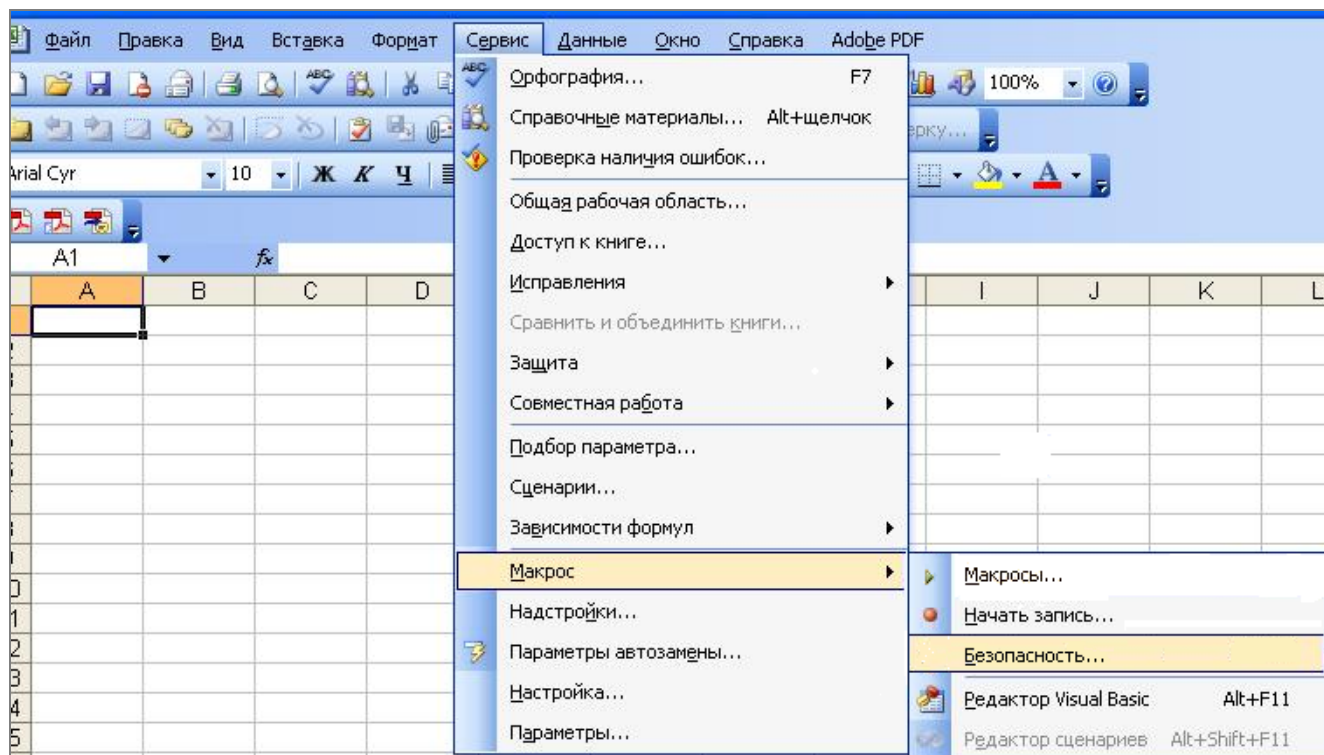 Файл Правка Вид Вставка Формат Сервис Данные Окно Справка Adobe PDF
Орфография... F7
100%
Справочные материалы... Alt+щелчок
Проверка наличия ошибок...
Arial Cyr 10 Ж К Ч
Общая рабочая область...
Доступ к книге...
A1 fx
Исправления
A B C D I J K L
Сравнить и объединить книги...
Защита
Совместная работа
Подбор параметра...
Сценарии...
Зависимости формул
Макрос
Макросы...
Надстройки...
Начать запись...
Параметры автозамены...
Безопасность...
Настройка...
Редактор Visual Basic Alt+F11
Параметры...
Редактор сценариев Alt+Shift+F11